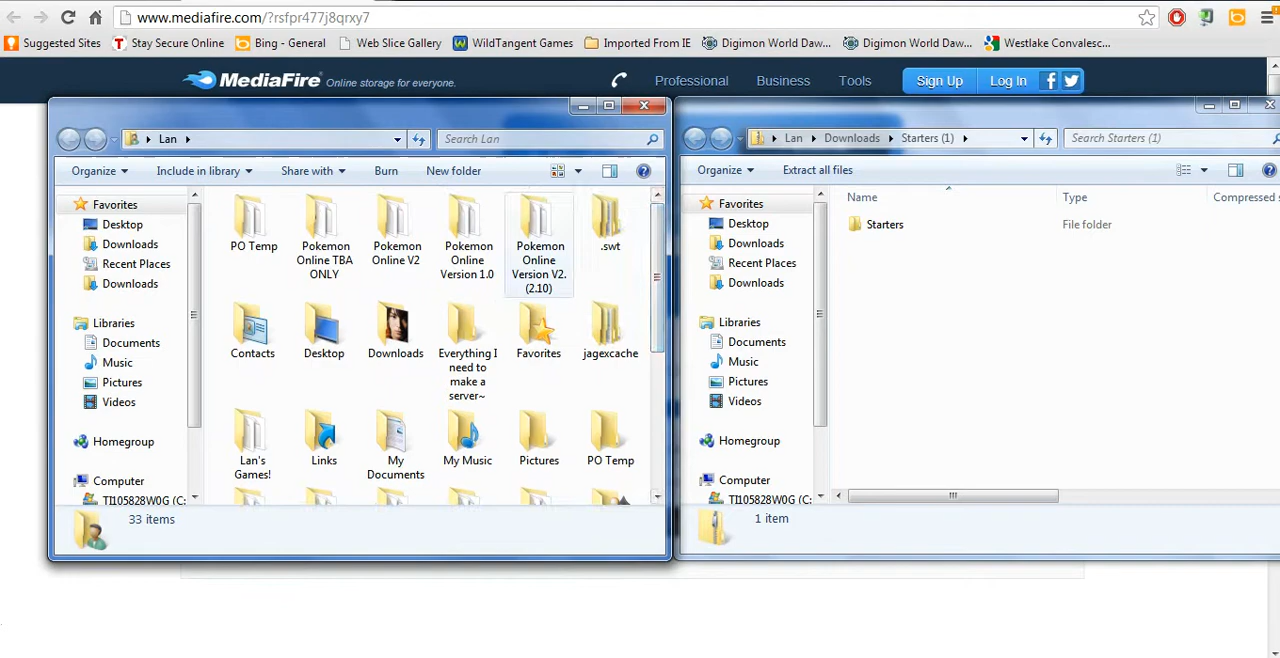 www.mediafire.com/?rsfpr477j8qrxy7
Suggested Sites Stay Secure Online Bing - General Web Slice Gallery WildTangent Games Imported From IE Digimon World Daw... Digimon World Daw... Westlake Convalesc...
MediaFire Online storage for everyone. Professional Business Tools Sign Up Log In
Lan
Search Lan
Organize Include in library Share with Burn New folder
Favorites
Desktop
Downloads
Recent Places
Downloads
Libraries
Documents
Music
Pictures
Videos
Homegroup
Computer
TI105828W0G (C:
PO Temp
Pokemon Online TBA ONLY
Pokemon Online V2
Pokemon Online Version 1.0
Pokemon Online Version V2. (2.10)
.swt
Contacts
Desktop
Downloads
Everything I need to make a server~
Favorites
jagexcache
Lan's Games!
Links
My Documents
My Music
Pictures
PO Temp
33 items
Lan Downloads Starters (1)
Search Starters (1)
Organize Extract all files
Favorites
Desktop
Downloads
Recent Places
Downloads
Libraries
Documents
Music
Pictures
Videos
Homegroup
Computer
TI105828W0G (C:
Name Type Compressed s
Starters File folder
1 item